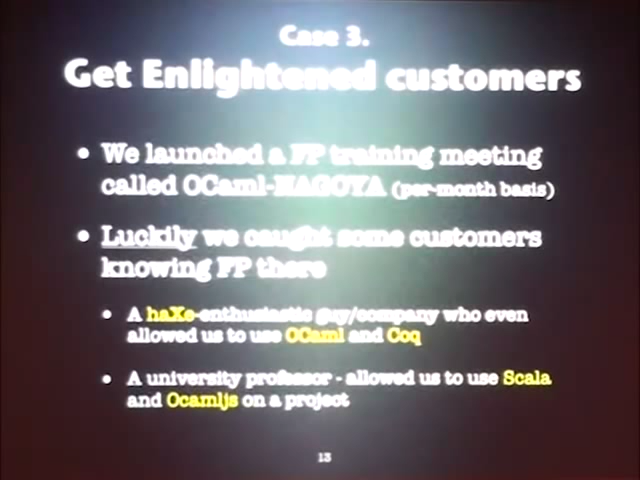 Case 3.
Get Enlightened customers
• We launched a FP training meeting
called OCaml-NAGOYA (per-month basis)
• Luckily we caught some customers
knowing FP there
• A haXe-enthusiastic guy/company who even
allowed us to use OCaml and Coq
• A university professor - allowed us to use Scala
and Ocamljs on a project
13